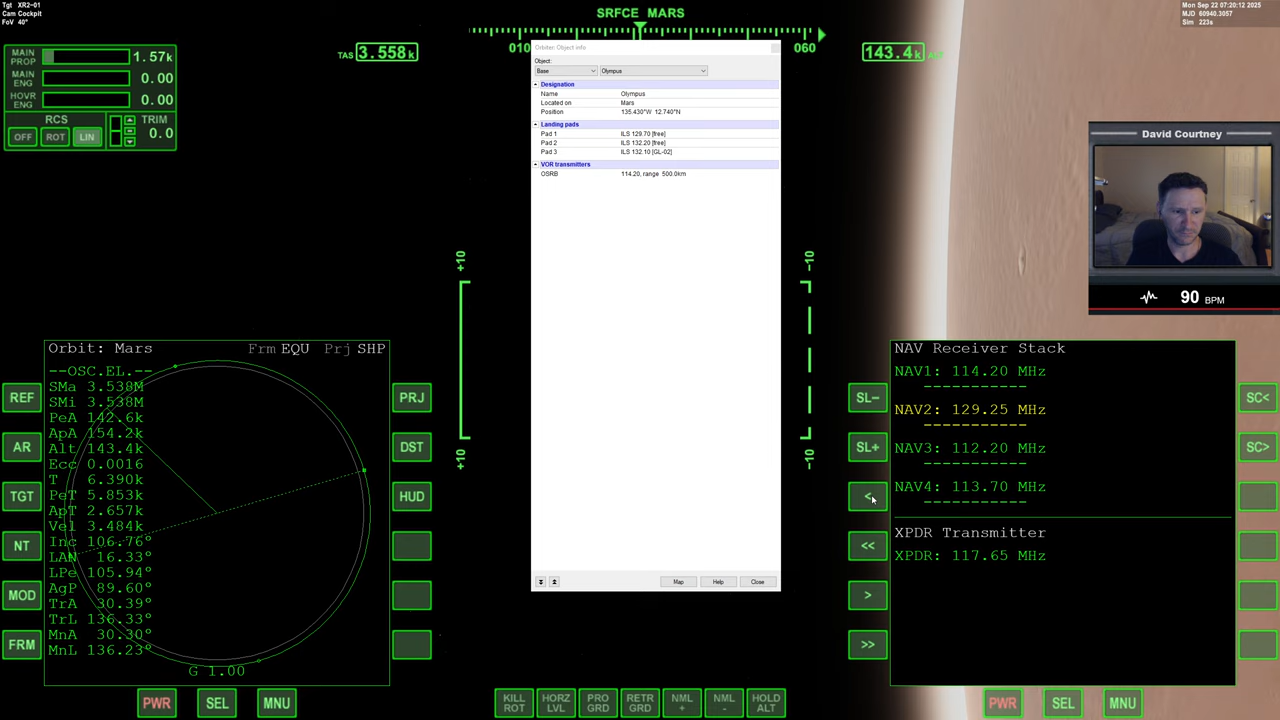 Tgt XR2-01
Cam Cockpit
FoV 40°
MAIN PROP 1.57k
MAIN ENG 0.00
HOVR ENG 0.00
RCS
OFF ROT LIN
TRIM
0.0
SRFCE MARS
TAS 3.558k
010
060
143.4k
Mon Sep 22 07:20:12 2025
MJD 60940.3057
Sim 223s
Orbiter: Object info
Object:
Base Olympus
Designation
Name Olympus
Located on Mars
Position 135.430°W 12.740°N
Landing pads
Pad 1 ILS 129.70 [free]
Pad 2 ILS 132.20 [free]
Pad 3 ILS 132.10 [GL-02]
VOR transmitters
OSRB 114.20, range 500.0km
Map Help Close
David Courtney
90 BPM
+10
-10
+10
-10
Orbit: Mars Frm EQU Prj SHP
--OSC.EL.--
SMa 3.538M
SMi 3.538M
PeA 142.6k
ApA 154.2k
Alt 143.4k
Ecc 0.0016
T 6.390k
PeT 5.853k
ApT 2.657k
Vel 3.484k
Inc 106.76°
LAN 16.33°
LPe 105.94°
AgP 89.60°
TrA 30.39°
TrL 136.33°
MnA 30.30°
MnL 136.23°
G 1.00
REF
AR
TGT
NT
MOD
FRM
PRJ
DST
HUD
PWR SEL MNU
KILL ROT
HORZ LVL
PRO GRD
RETR GRD
NML +
NML -
HOLD ALT
NAV Receiver Stack
NAV1: 114.20 MHz
-----------
NAV2: 129.25 MHz
-----------
NAV3: 112.20 MHz
-----------
NAV4: 113.70 MHz
-----------
XPDR Transmitter
XPDR: 117.65 MHz
SL-
SL+
<
<<
>
>>
SC<
SC>
PWR SEL MNU